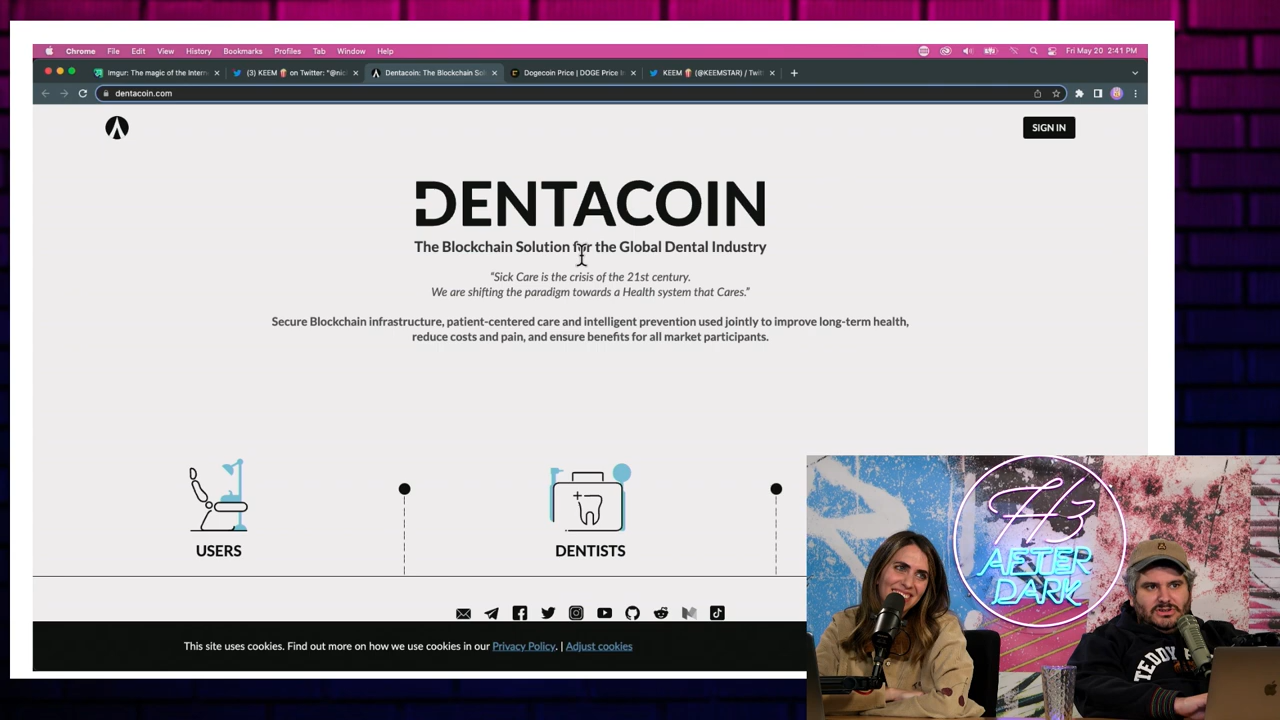 Chrome File Edit View History Bookmarks Profiles Tab Window Help
Fri May 20 2:41 PM
Imgur: The magic of the Intern
(3) KEEM on Twitter: "@nic
Dentacoin: The Blockchain Sol
Dogecoin Price | DOGE Price I
KEEM (@KEEMSTAR) / Twit
dentacoin.com
SIGN IN
DENTACOIN
The Blockchain Solution for the Global Dental Industry
"Sick Care is the crisis of the 21st century.
We are shifting the paradigm towards a Health system that Cares."
Secure Blockchain infrastructure, patient-centered care and intelligent prevention used jointly to improve long-term health,
reduce costs and pain, and ensure benefits for all market participants.
USERS
DENTISTS
This site uses cookies. Find out more on how we use cookies in our Privacy Policy. | Adjust cookies
H3
AFTER
DARK
TEDDY